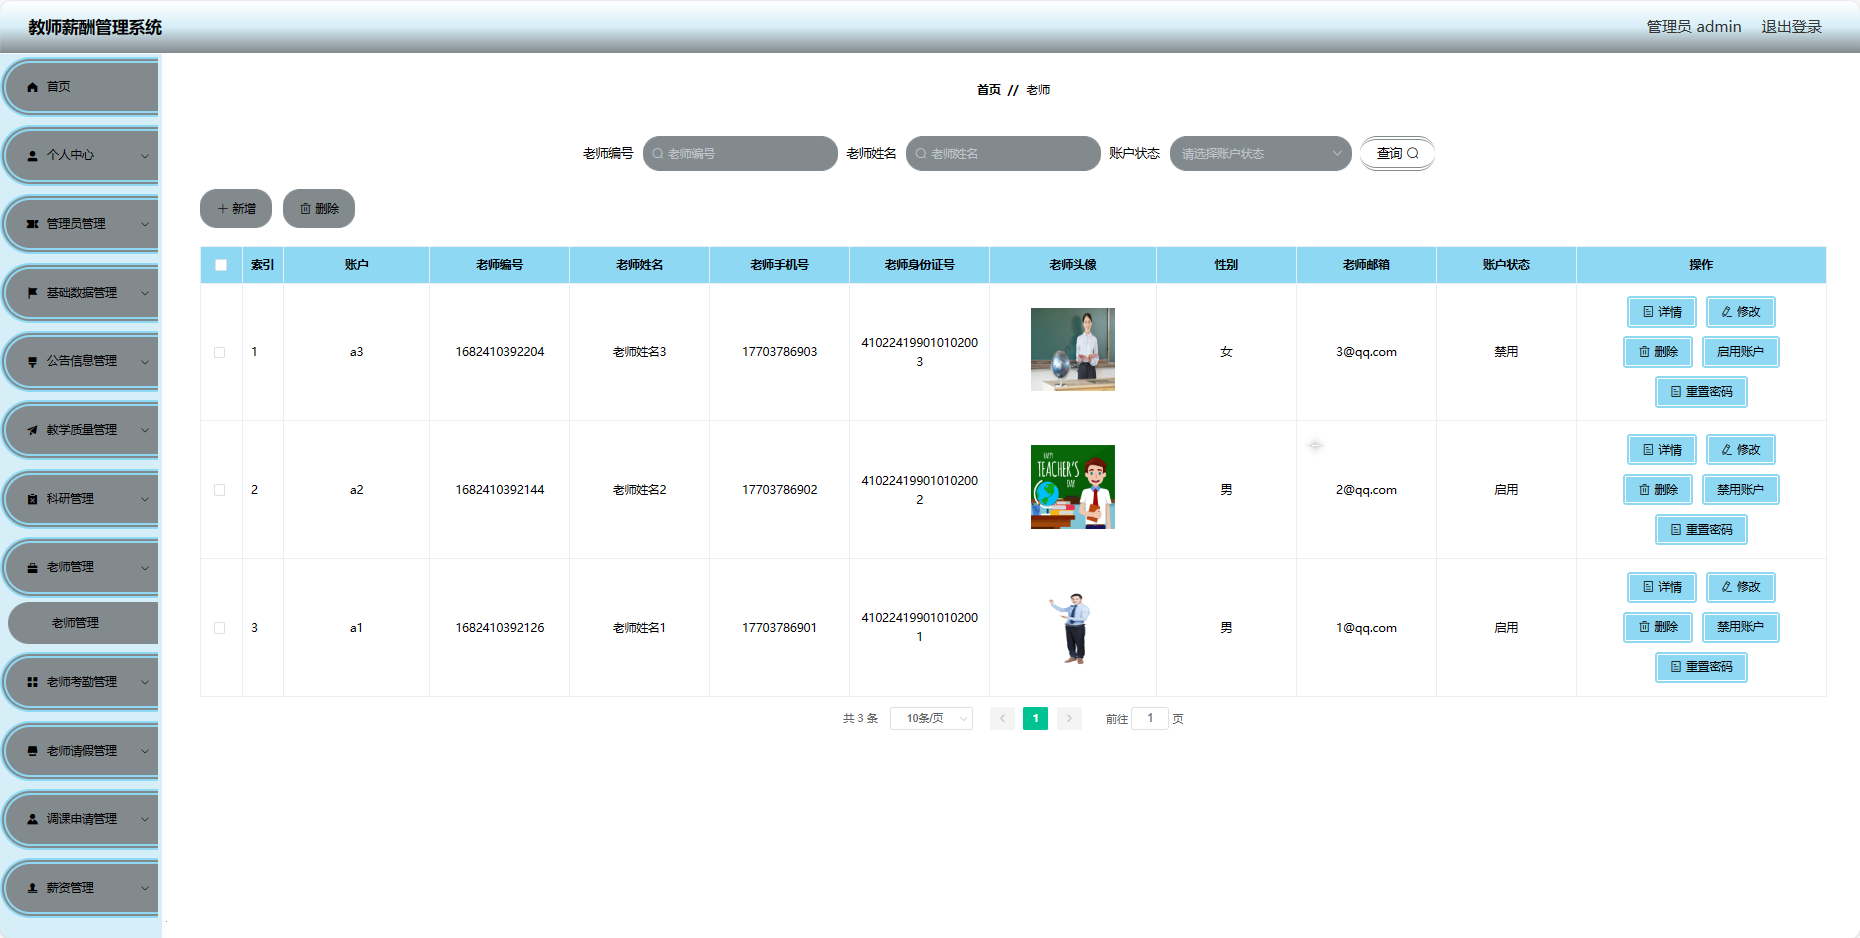 教师薪酬管理系统
管理员 admin 退出登录
首页
个人中心
管理员管理
基础数据管理
公告信息管理
教学质量管理
科研管理
老师管理
老师管理
老师考勤管理
老师请假管理
调课申请管理
薪资管理
首页 // 老师
老师编号 老师编号 老师姓名 老师姓名 账户状态 请选择账户状态 查询
新增 删除
索引 账户 老师编号 老师姓名 老师手机号 老师身份证号 老师头像 性别 老师邮箱 账户状态 操作
1 a3 1682410392204 老师姓名3 17703786903 41022419901010200
3 女 3@qq.com 禁用
详情 修改
删除 启用账户
重置密码
2 a2 1682410392144 老师姓名2 17703786902 41022419901010200
2
HAPPY
TEACHER'S
DAY
男 2@qq.com 启用
详情 修改
删除 禁用账户
重置密码
3 a1 1682410392126 老师姓名1 17703786901 41022419901010200
1 男 1@qq.com 启用
详情 修改
删除 禁用账户
重置密码
共 3 条 10条/页 1 前往 1 页